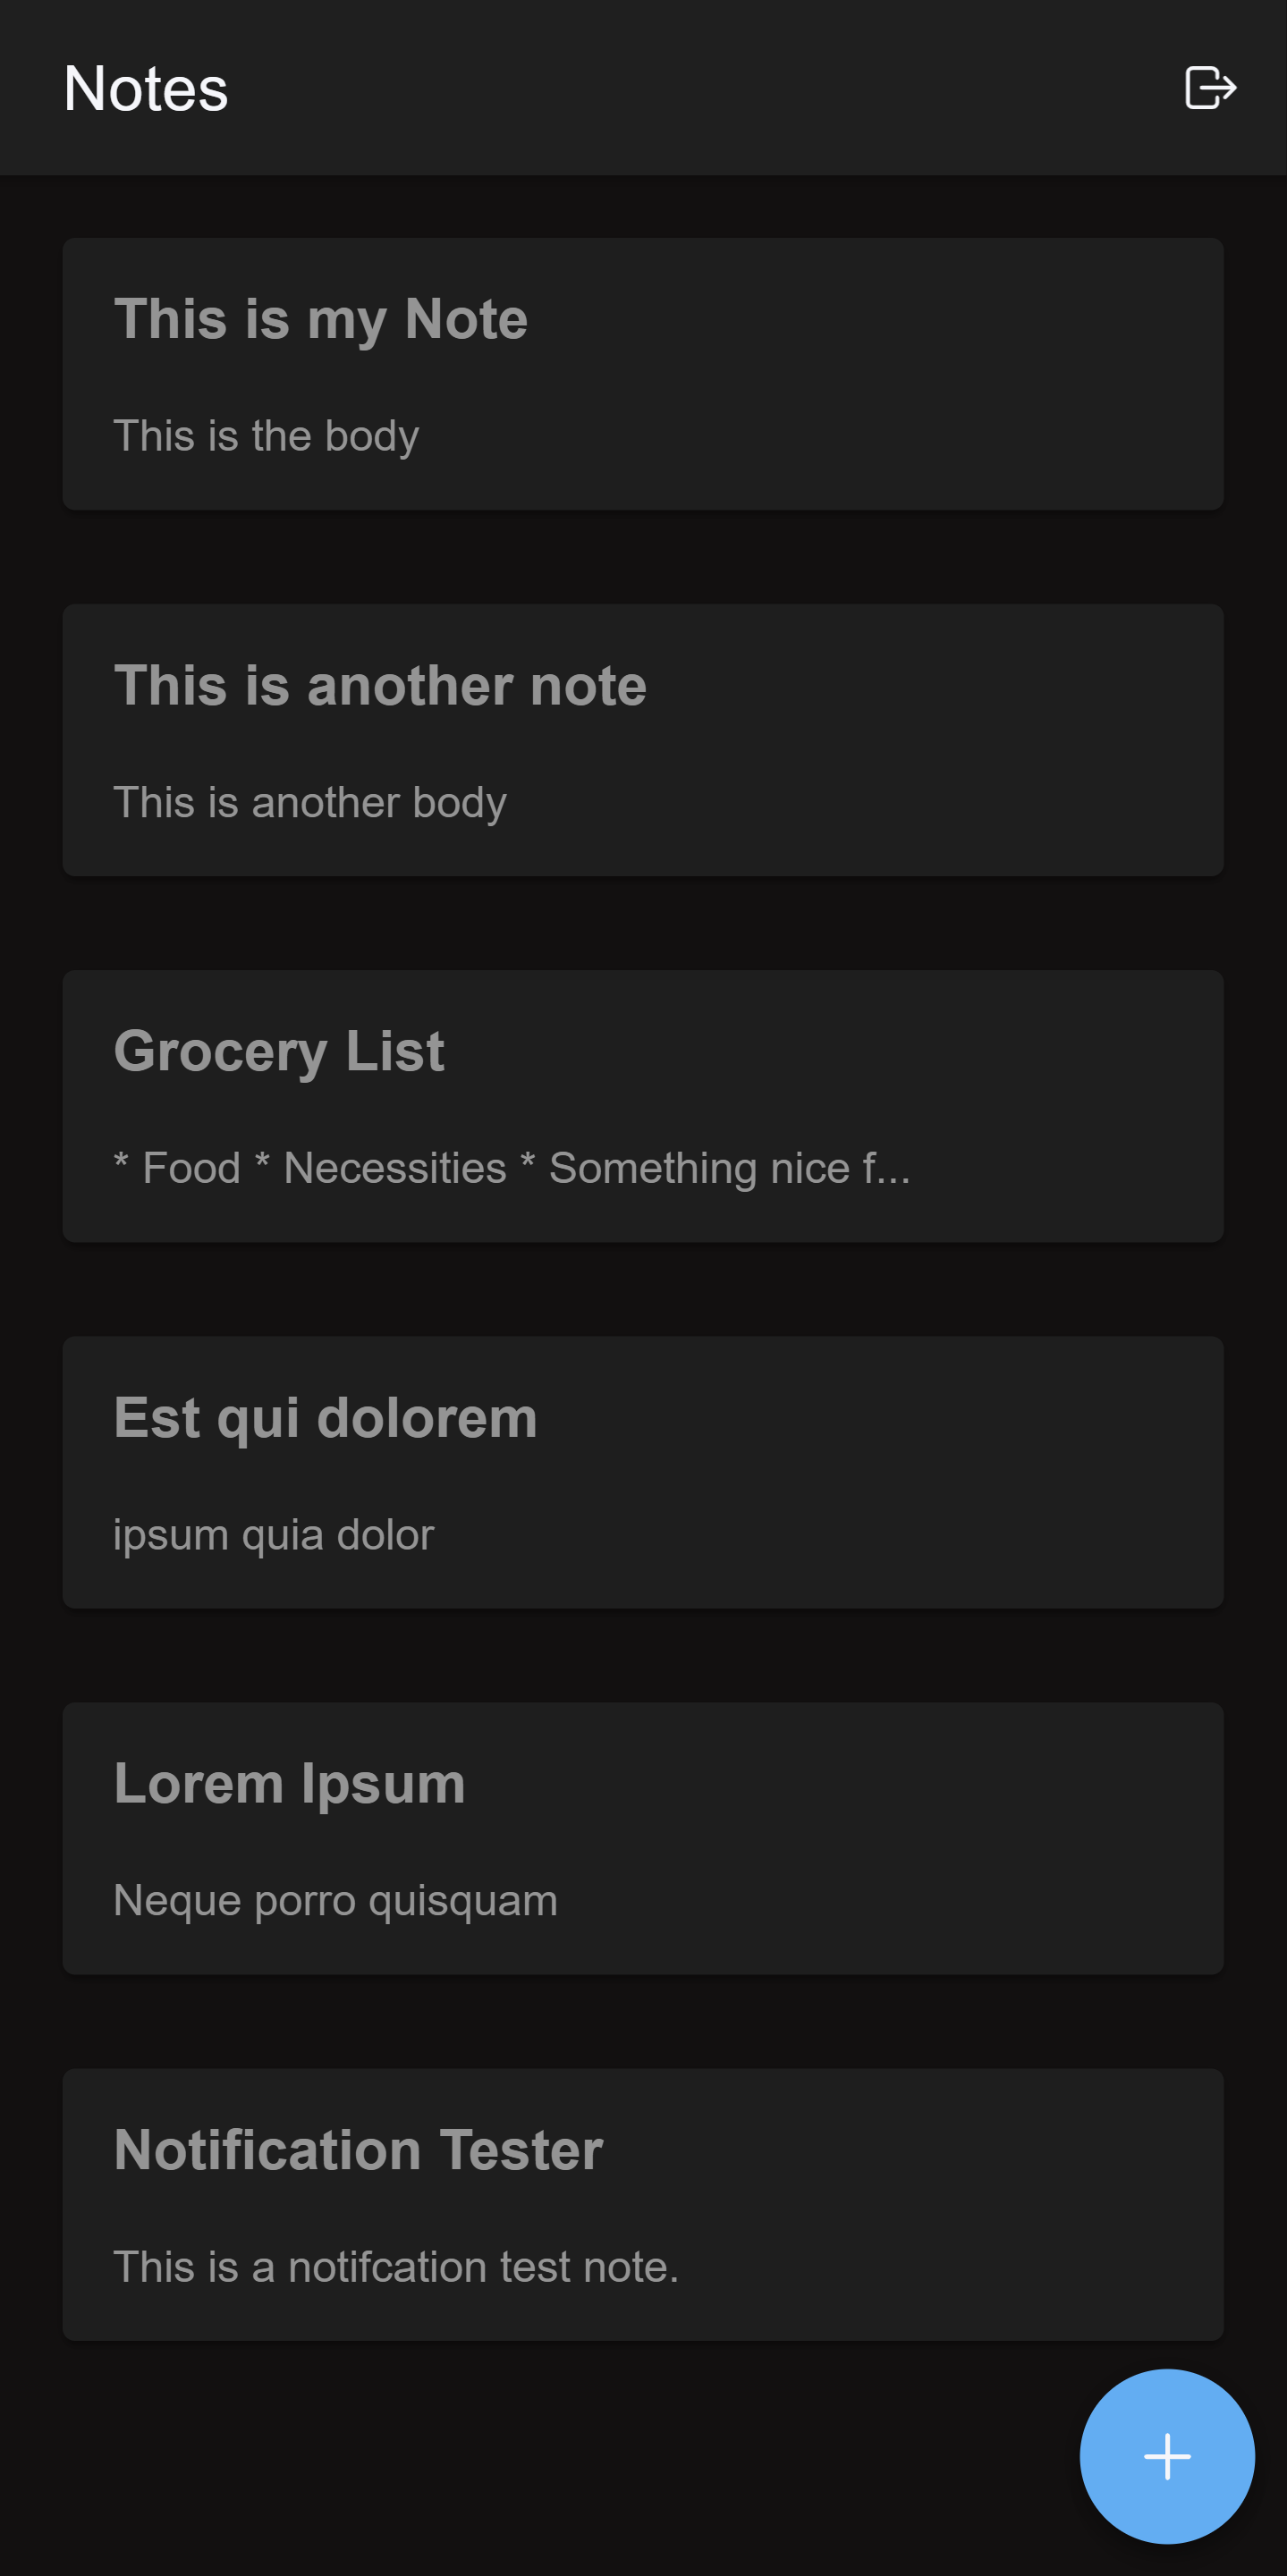 Notes
This is my Note
This is the body
This is another note
This is another body
Grocery List
* Food * Necessities * Something nice f...
Est qui dolorem
ipsum quia dolor
Lorem Ipsum
Neque porro quisquam
Notification Tester
This is a notifcation test note.